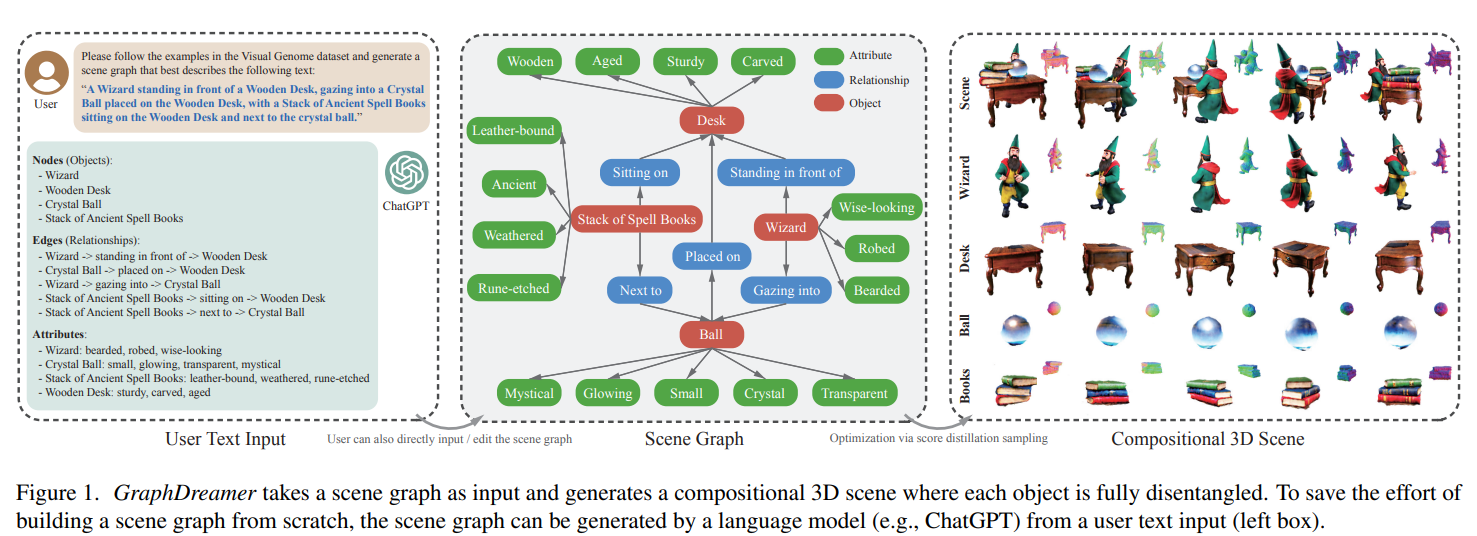 Please follow the examples in the Visual Genome dataset and generate a
scene graph that best describes the following text:
"A Wizard standing in front of a Wooden Desk, gazing into a Crystal
Ball placed on the Wooden Desk, with a Stack of Ancient Spell Books
sitting on the Wooden Desk and next to the crystal ball."
User
Nodes (Objects):
- Wizard
- Wooden Desk
- Crystal Ball
- Stack of Ancient Spell Books
ChatGPT
Edges (Relationships):
- Wizard -> standing in front of -> Wooden Desk
- Crystal Ball -> placed on -> Wooden Desk
- Wizard -> gazing into -> Crystal Ball
- Stack of Ancient Spell Books -> sitting on -> Wooden Desk
- Stack of Ancient Spell Books -> next to -> Crystal Ball
Attributes:
- Wizard: bearded, robed, wise-looking
- Crystal Ball: small, glowing, transparent, mystical
- Stack of Ancient Spell Books: leather-bound, weathered, rune-etched
- Wooden Desk: sturdy, carved, aged
User Text Input
User can also directly input / edit the scene graph
Wooden
Aged
Sturdy
Carved
Attribute
Relationship
Object
Desk
Leather-bound
Sitting on
Standing in front of
Ancient
Stack of Spell Books
Wizard
Wise-looking
Weathered
Placed on
Robed
Rune-etched
Next to
Gazing into
Bearded
Ball
Mystical
Glowing
Small
Crystal
Transparent
Scene Graph
Optimization via score distillation sampling
Scene
Wizard
Desk
Ball
Books
Compositional 3D Scene
Figure 1. GraphDreamer takes a scene graph as input and generates a compositional 3D scene where each object is fully disentangled. To save the effort of
building a scene graph from scratch, the scene graph can be generated by a language model (e.g., ChatGPT) from a user text input (left box).